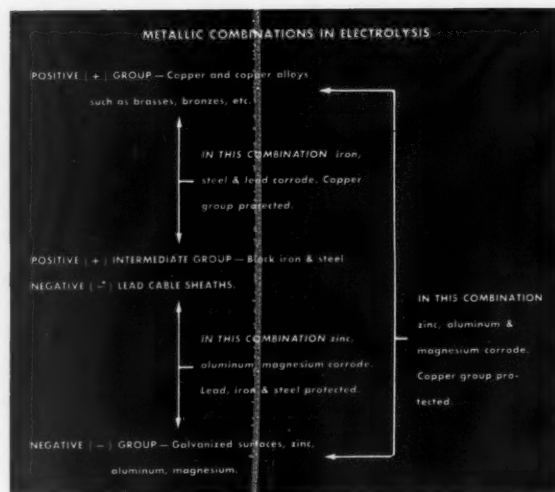 METALLIC COMBINATIONS IN ELECTROLYSIS
POSITIVE (+) GROUP — Copper and copper alloys
such as brasses, bronzes, etc.
IN THIS COMBINATION iron,
steel & lead corrode. Copper
group protected.
POSITIVE (+) INTERMEDIATE GROUP — Black iron & steel
NEGATIVE (-) LEAD CABLE SHEATHS.
IN THIS COMBINATION zinc,
aluminum, magnesium corrode.
Lead, iron & steel protected.
IN THIS COMBINATION
zinc, aluminum &
magnesium corrode.
Copper group pro-
tected.
NEGATIVE (-) GROUP — Galvanized surfaces, zinc,
aluminum, magnesium.